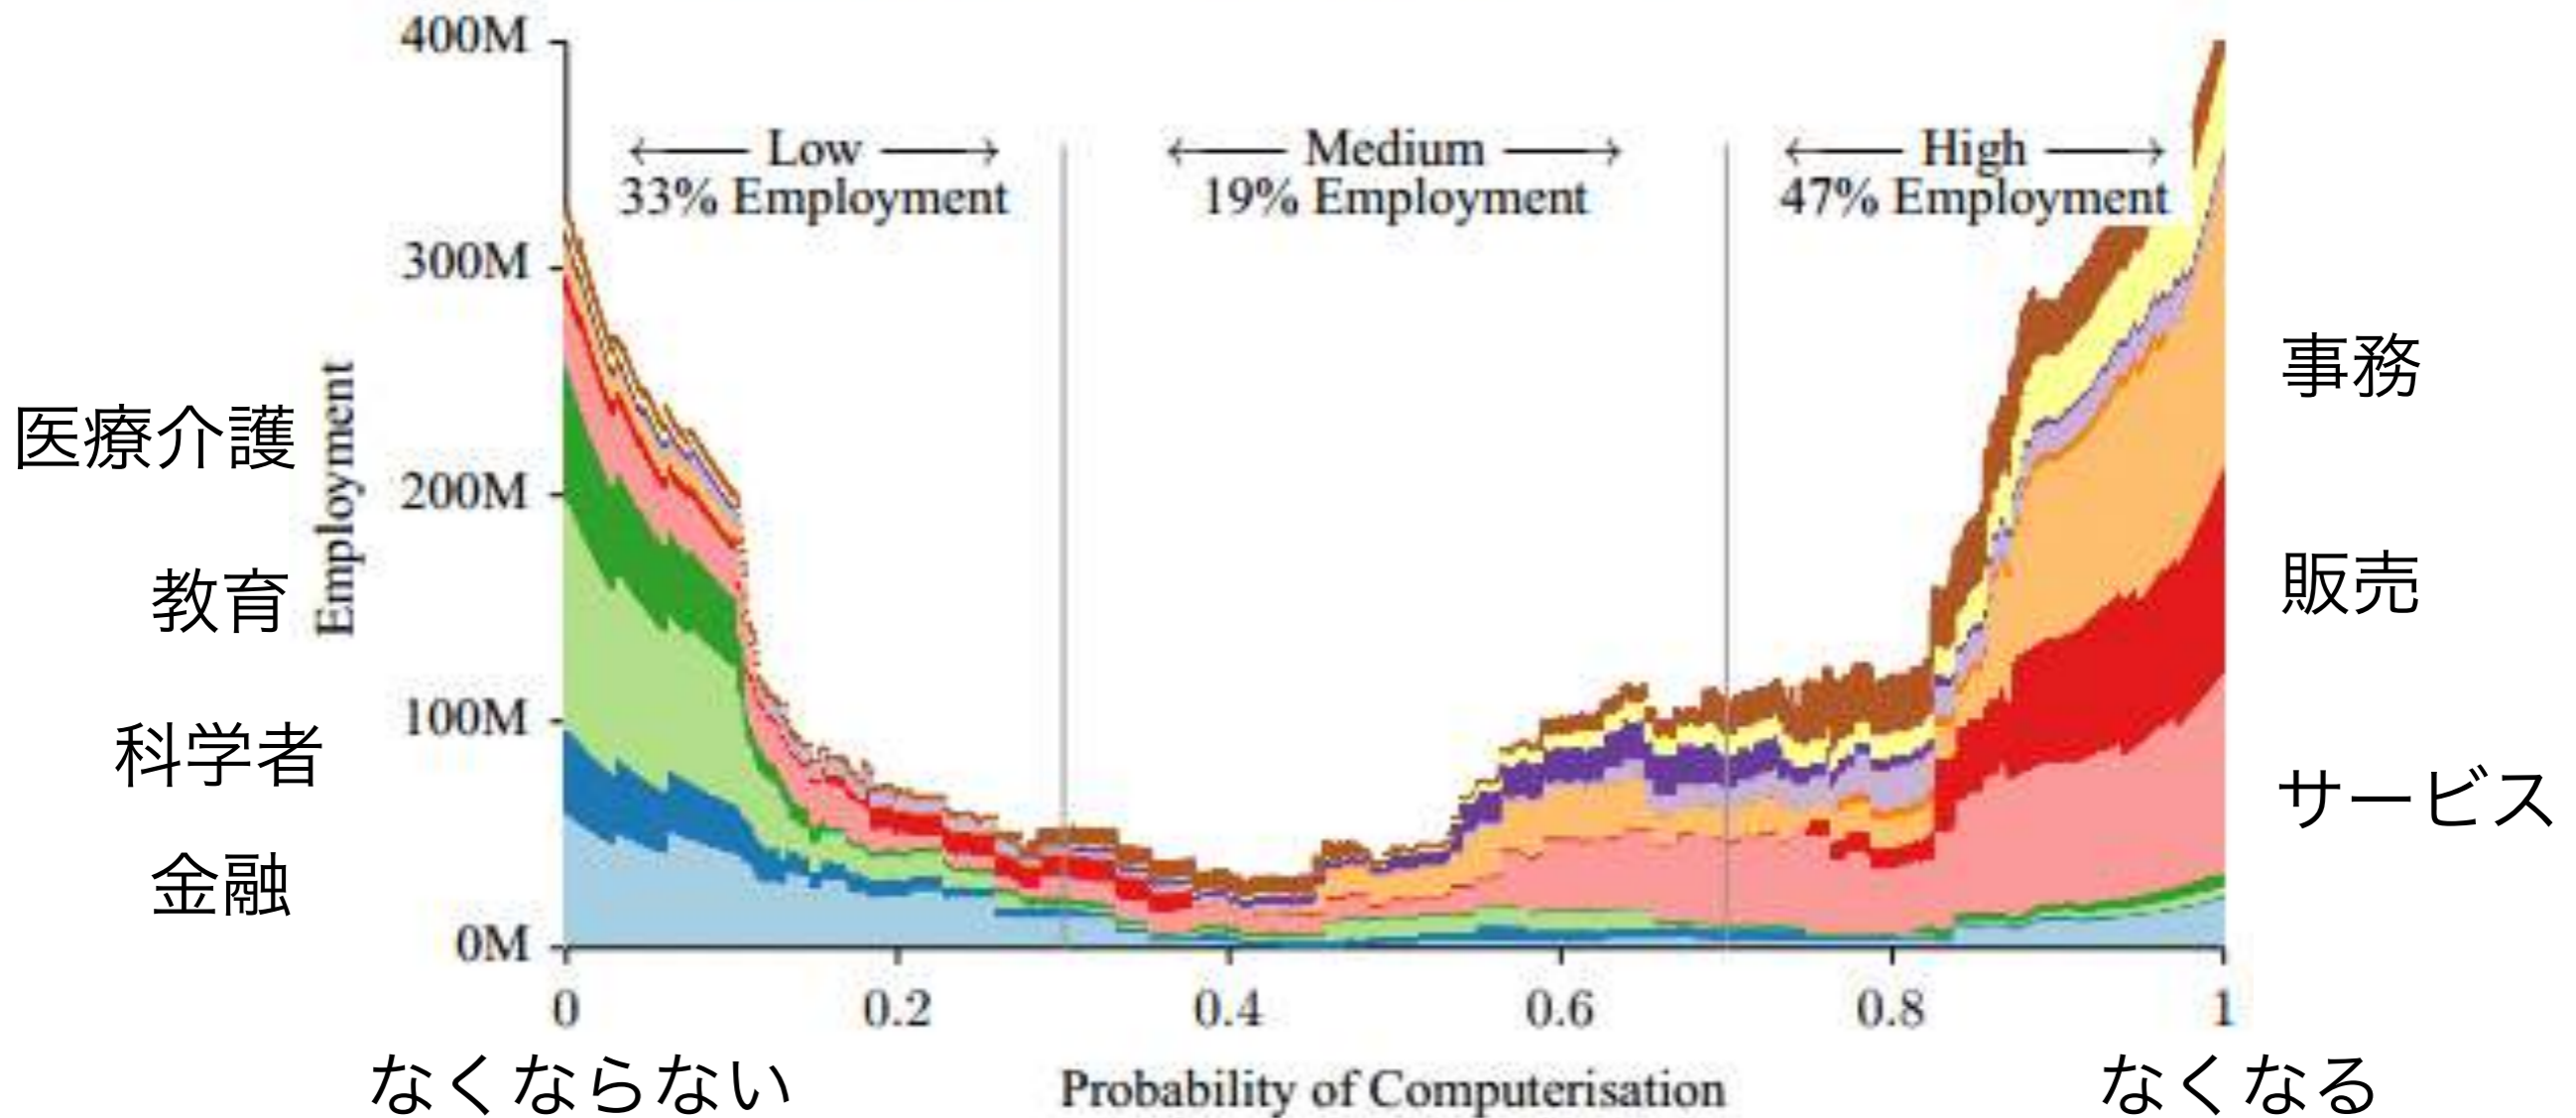 400M
← Low →
33% Employment
← Medium →
19% Employment
← High →
47% Employment
300M
200M
100M
0M
Employment
医療介護
教育
科学者
金融
事務
販売
サービス
0
0.2
0.4
0.6
0.8
1
なくならない
Probability of Computerisation
なくなる